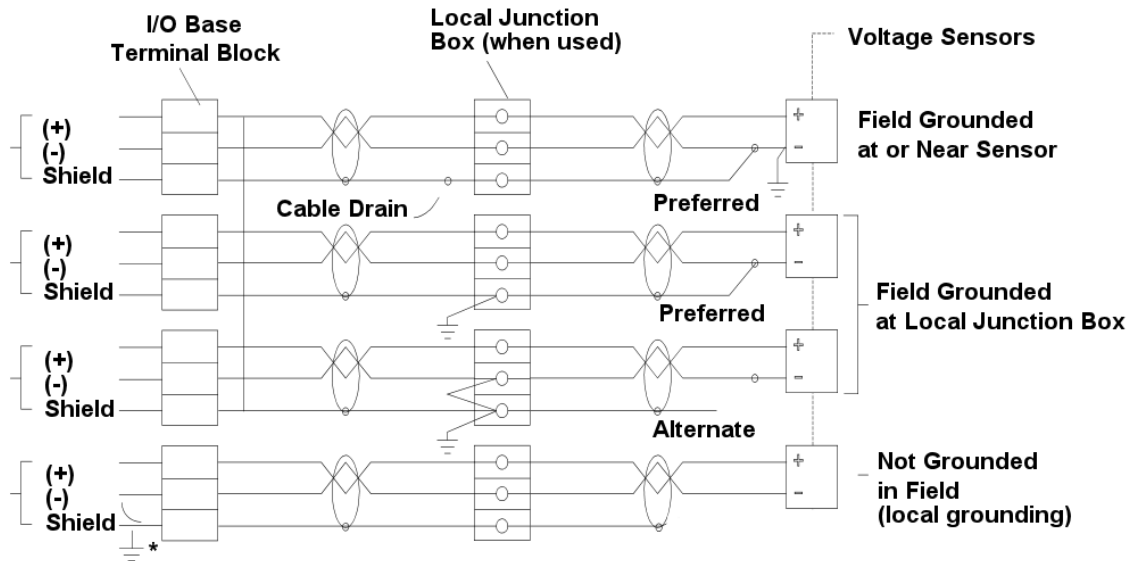 I/O Base
Terminal Block
Local Junction
Box (when used)
Voltage Sensors
(+)
(-)
Shield
+
-
Field Grounded
at or Near Sensor
Cable Drain
Preferred
(+)
(-)
Shield
+
-
Preferred
Field Grounded
at Local Junction Box
(+)
(-)
Shield
+
-
Alternate
(+)
(-)
Shield
*
+
-
Not Grounded
in Field
(local grounding)